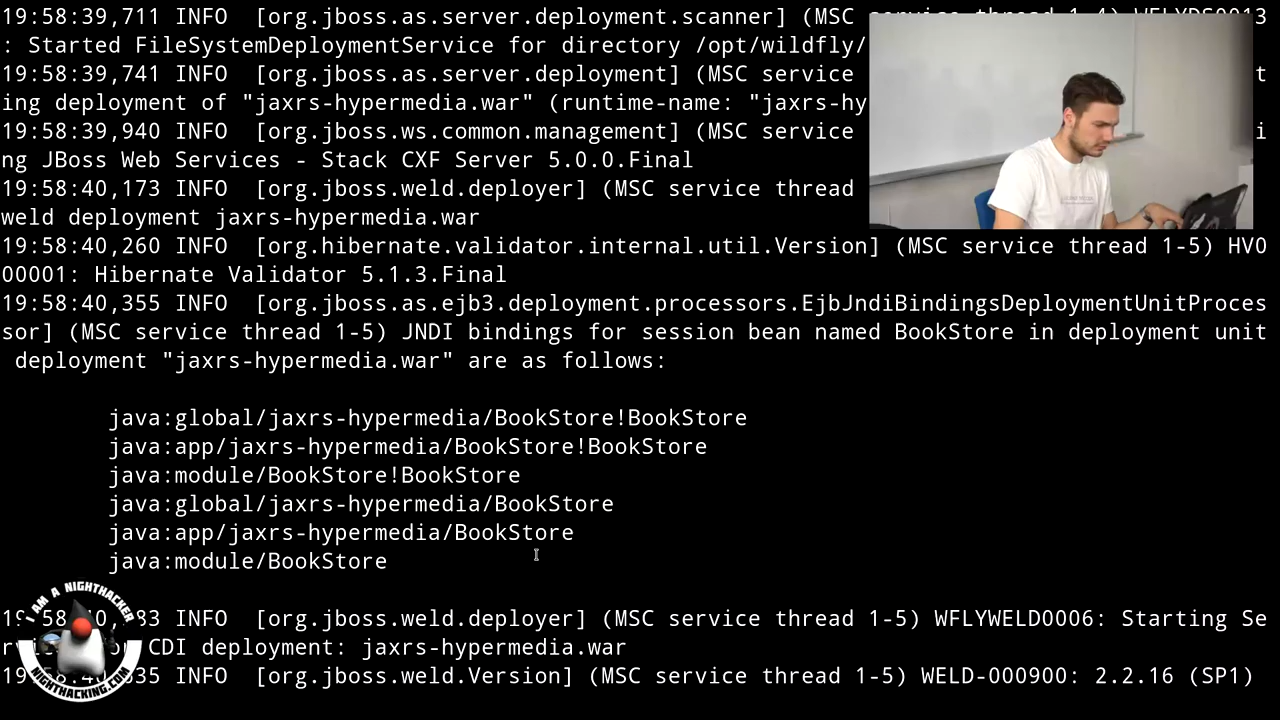 19:58:39,711 INFO  [org.jboss.as.server.deployment.scanner] (MSC
: Started FileSystemDeploymentService for directory /opt/wildfly/
19:58:39,741 INFO  [org.jboss.as.server.deployment] (MSC service t
ing deployment of "jaxrs-hypermedia.war" (runtime-name: "jaxrs-hy
19:58:39,940 INFO  [org.jboss.ws.common.management] (MSC service i
ng JBoss Web Services - Stack CXF Server 5.0.0.Final
19:58:40,173 INFO  [org.jboss.weld.deployer] (MSC service thread
weld deployment jaxrs-hypermedia.war
19:58:40,260 INFO  [org.hibernate.validator.internal.util.Version] (MSC service thread 1-5) HV0
00001: Hibernate Validator 5.1.3.Final
19:58:40,355 INFO  [org.jboss.as.ejb3.deployment.processors.EjbJndiBindingsDeploymentUnitProces
sor] (MSC service thread 1-5) JNDI bindings for session bean named BookStore in deployment unit
 deployment "jaxrs-hypermedia.war" are as follows:
java:global/jaxrs-hypermedia/BookStore!BookStore
java:app/jaxrs-hypermedia/BookStore!BookStore
java:module/BookStore!BookStore
java:global/jaxrs-hypermedia/BookStore
java:app/jaxrs-hypermedia/BookStore
java:module/BookStore
INFO  [org.jboss.weld.deployer] (MSC service thread 1-5) WFLYWELD0006: Starting Se
CDI deployment: jaxrs-hypermedia.war
INFO  [org.jboss.weld.Version] (MSC service thread 1-5) WELD-000900: 2.2.16 (SP1)
I AM A NIGHTHACKER
NIGHTHACKING.COM